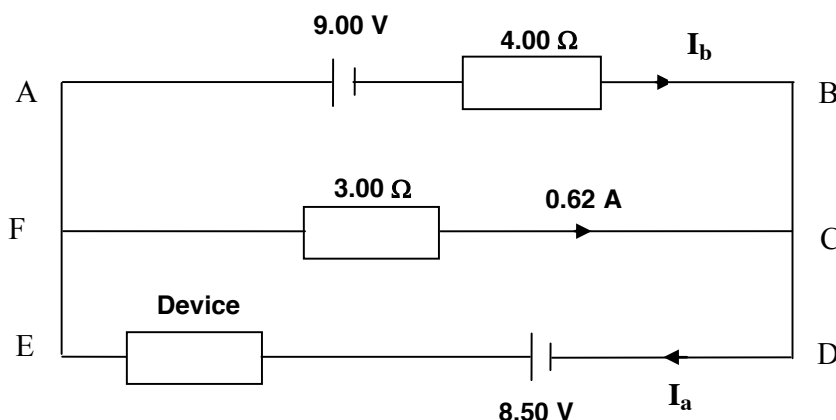 9.00 V
4.00 Ω
I_b
A
B
3.00 Ω
0.62 A
F
C
Device
E
D
I_a
8.50 V